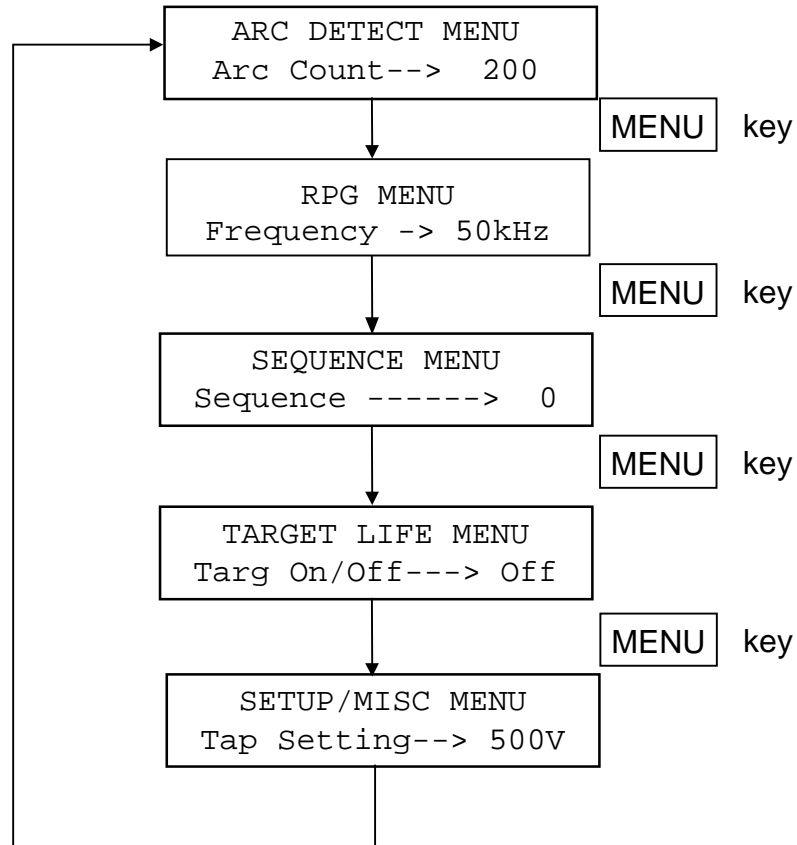 ARC DETECT MENU
Arc Count--> 200
MENU key
RPG MENU
Frequency -> 50kHz
MENU key
SEQUENCE MENU
Sequence ------> 0
MENU key
TARGET LIFE MENU
Targ On/Off---> Off
MENU key
SETUP/MISC MENU
Tap Setting--> 500V